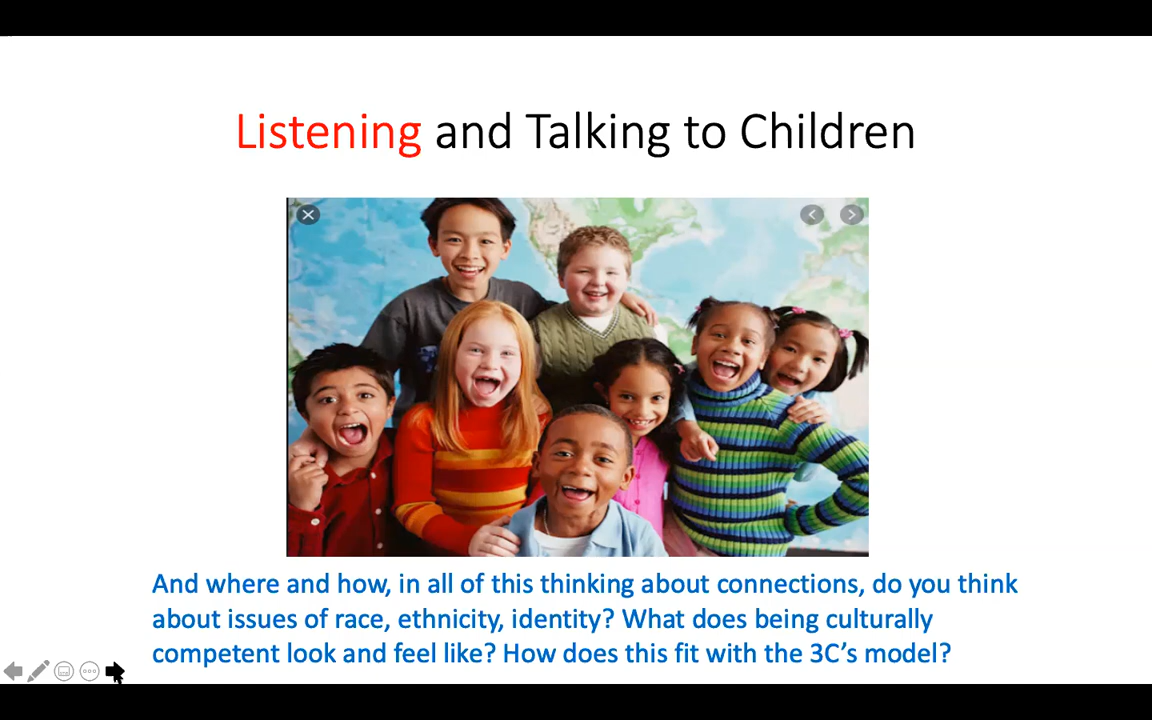 Listening and Talking to Children
And where and how, in all of this thinking about connections, do you think
about issues of race, ethnicity, identity? What does being culturally
competent look and feel like? How does this fit with the 3C’s model?